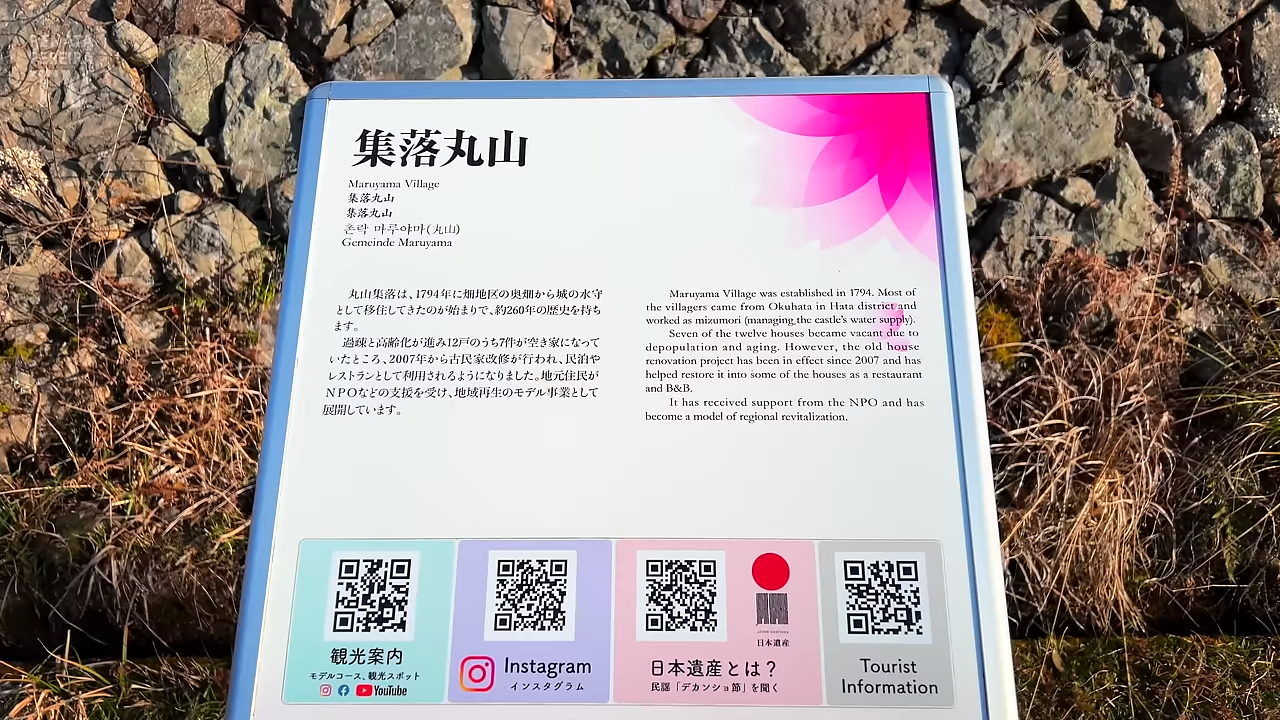 集落丸山
Maruyama Village
集落丸山
集落丸山
촌락 마루야마(丸山)
Gemeinde Maruyama
丸山集落は、1794年に畑地区の奥畑から城の水守
として移住してきたのが始まりで、約260年の歴史を持ち
ます。
過疎と高齢化が進み12戸のうち7件が空き家になって
いたところ、2007年から古民家改修が行われ、民泊や
レストランとして利用されるようになりました。地元住民が
NPOなどの支援を受け、地域再生のモデル事業として
展開しています。
Maruyama Village was established in 1794. Most of
the villagers came from Okuhata in Hata district and
worked as mizumori (managing the castle's water supply).
Seven of the twelve houses became vacant due to
depopulation and aging. However, the old house
renovation project has been in effect since 2007 and has
helped restore it into some of the houses as a restaurant
and B&B.
It has received support from the NPO and has
become a model of regional revitalization.
観光案内
モデルコース、観光スポット
YouTube
Instagram
インスタグラム
日本遺産
日本遺産とは?
民謡「デカンショ節」を聞く
Tourist
Information